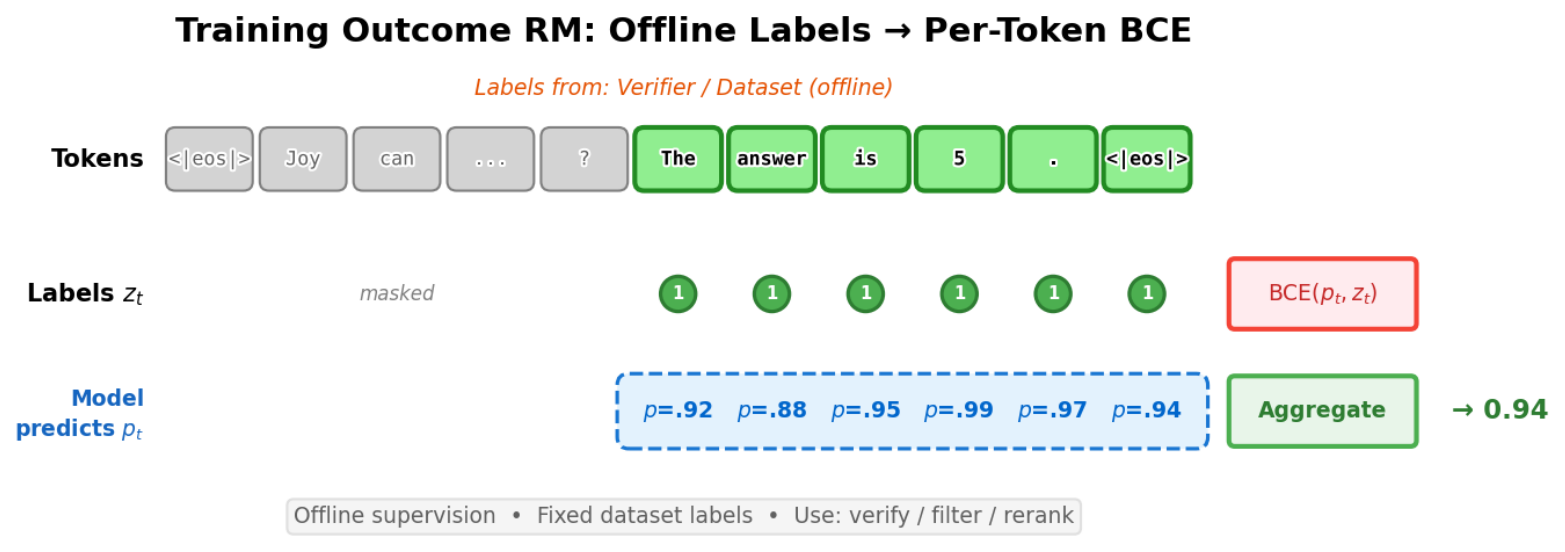 Training Outcome RM: Offline Labels → Per-Token BCE
Labels from: Verifier / Dataset (offline)
Tokens <|eos|> Joy can ... ? The answer is 5 . <|eos|>
Labels z_t masked 1 1 1 1 1 1 BCE(p_t, z_t)
Model
predicts p_t
p=.92 p=.88 p=.95 p=.99 p=.97 p=.94 Aggregate → 0.94
Offline supervision • Fixed dataset labels • Use: verify / filter / rerank